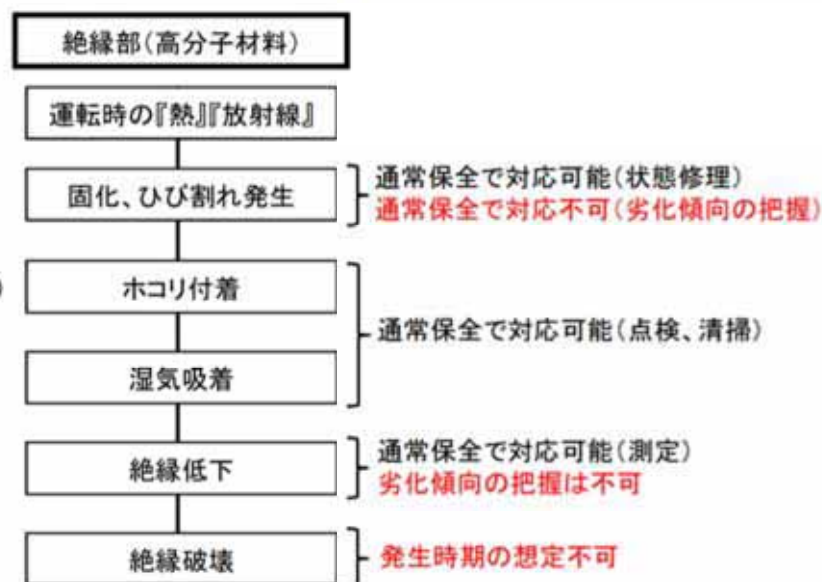 絶縁部(高分子材料)
運転時の『熱』『放射線』
固化、ひび割れ発生
通常保全で対応可能(状態修理)
通常保全で対応不可(劣化傾向の把握)
)
ホコリ付着
通常保全で対応可能(点検、清掃)
湿気吸着
絶縁低下
通常保全で対応可能(測定)
劣化傾向の把握は不可
絶縁破壊
発生時期の想定不可